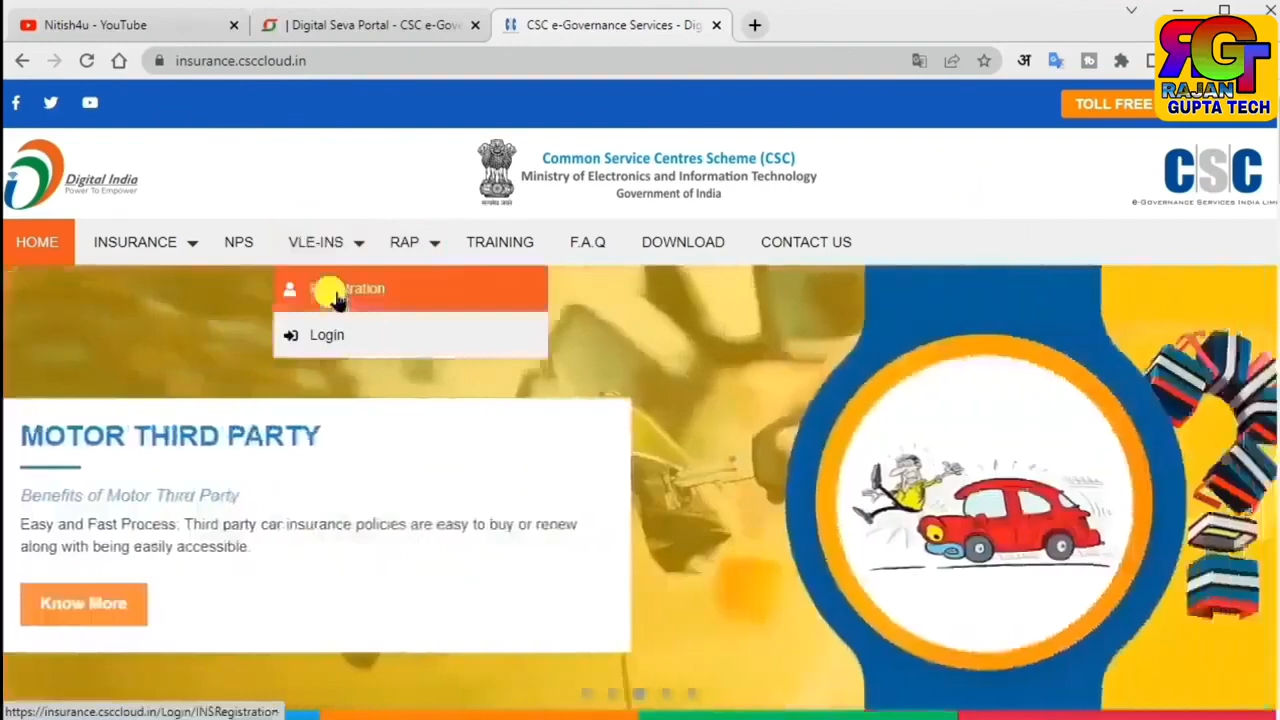 Nitish4u - YouTube
| Digital Seva Portal - CSC e-Gove
CSC e-Governance Services - Dig
insurance.csccloud.in
अ
RGT
RAJAN
GUPTA TECH
TOLL FREE
Digital India
Power To Empower
Common Service Centres Scheme (CSC)
Ministry of Electronics and Information Technology
Government of India
CSC
e-GOVERNANCE SERVICES INDIA LIMI
HOME
INSURANCE
NPS
VLE-INS
RAP
TRAINING
F.A.Q
DOWNLOAD
CONTACT US
Login
MOTOR THIRD PARTY
Benefits of Motor Third Party
Easy and Fast Process: Third party car insurance policies are easy to buy or renew
along with being easily accessible.
Know More
https://insurance.csccloud.in/Login/INSRegistration